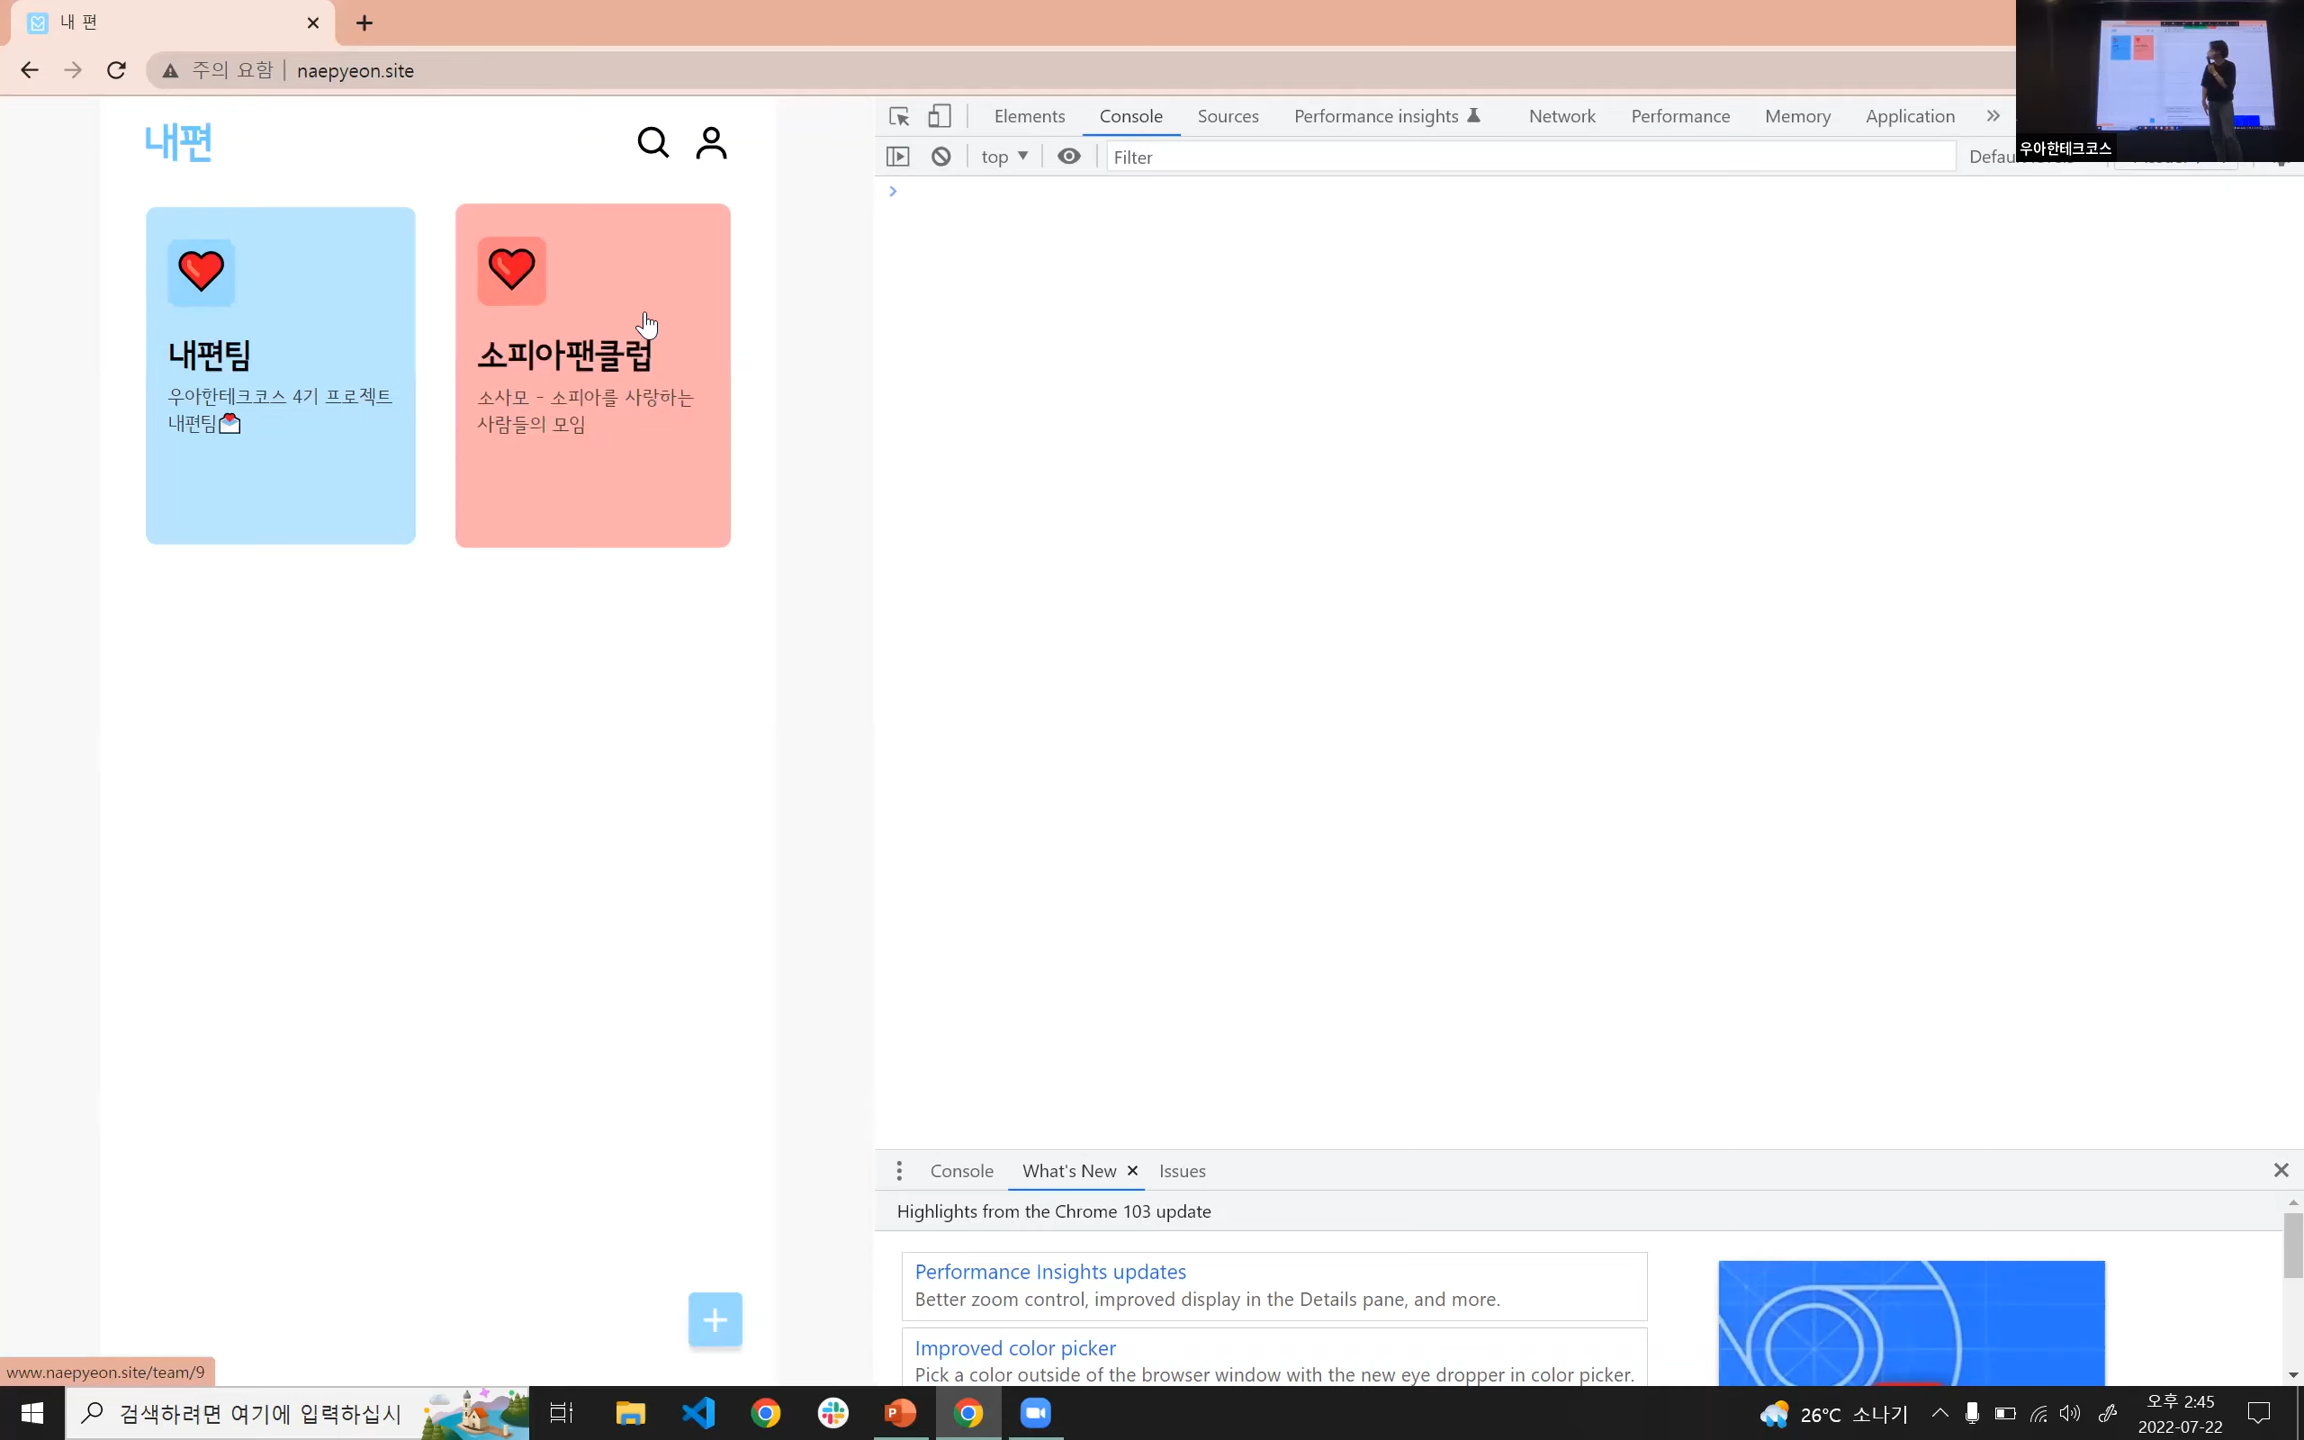 내 편
주의 요함
naepyeon.site
우아한테크코스
내편
내편팀
우아한테크코스 4기 프로젝트
내편팀
소피아팬클럽
소사모 - 소피아를 사랑하는
사람들의 모임
www.naepyeon.site/team/9
Elements
Console
Sources
Performance insights
Network
Performance
Memory
Application
top
Filter
Console
What's New
Issues
Highlights from the Chrome 103 update
Performance Insights updates
Better zoom control, improved display in the Details pane, and more.
Improved color picker
Pick a color outside of the browser window with the new eye dropper in color picker.
검색하려면 여기에 입력하십시
26°C 소나기
오후 2:45
2022-07-22